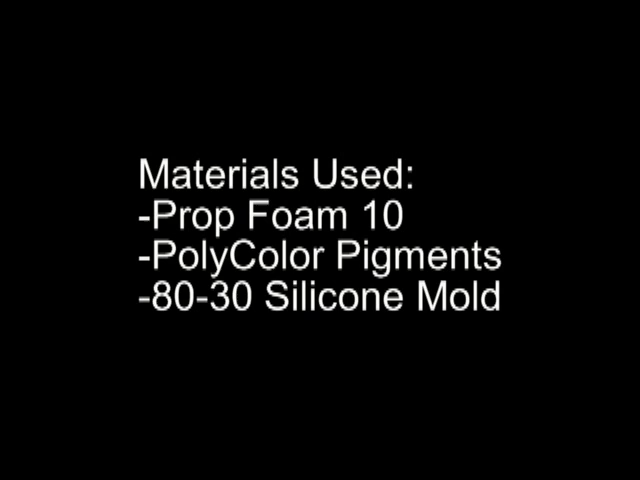 Materials Used:
-Prop Foam 10
-PolyColor Pigments
-80-30 Silicone Mold